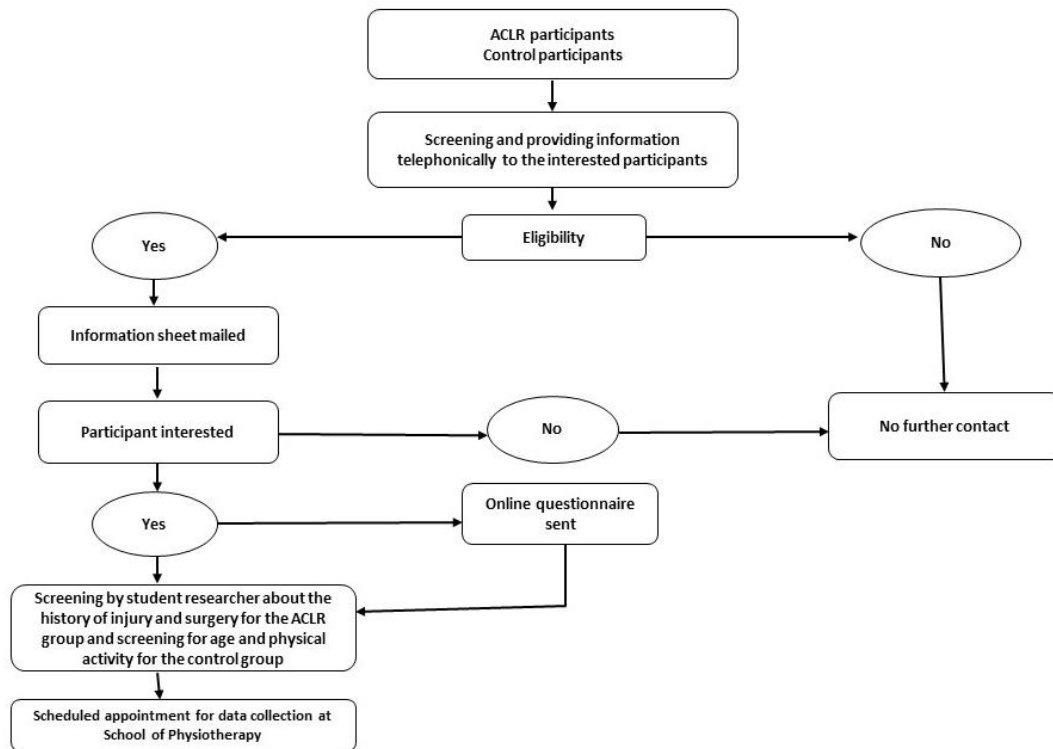 ACLR participants
Control participants
Screening and providing information
telephonically to the interested participants
Yes
Eligibility
No
Information sheet mailed
Participant interested
No
No further contact
Yes
Online questionnaire
sent
Screening by student researcher about the
history of injury and surgery for the ACLR
group and screening for age and physical
activity for the control group
Scheduled appointment for data collection at
School of Physiotherapy